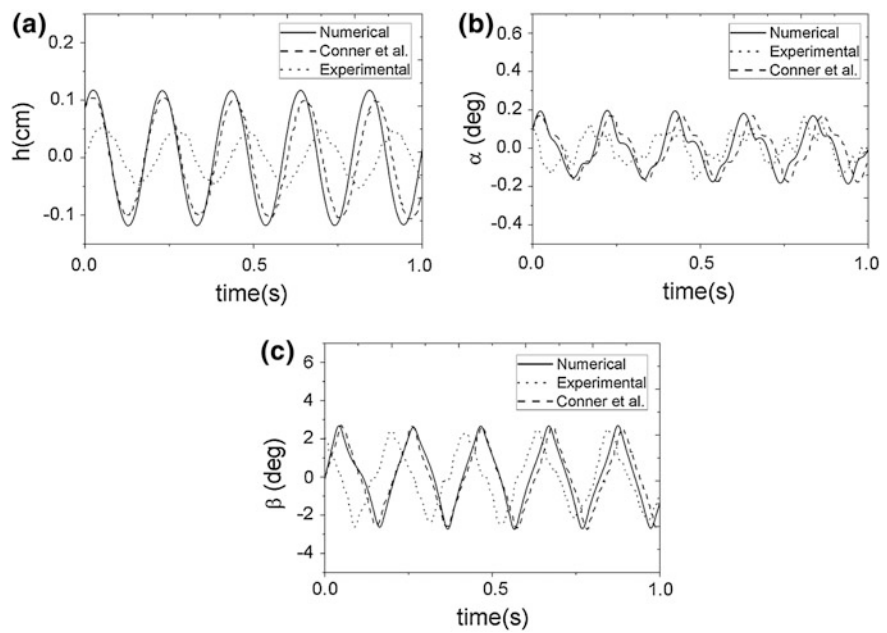 (a)
0.2
0.1
0.0
-0.1
h(cm)
0.0
0.5
1.0
time(s)
Numerical
Conner et al.
Experimental
(b)
0.6
0.4
0.2
0.0
-0.2
-0.4
α (deg)
0.0
0.5
1.0
time(s)
Numerical
Experimental
Conner et al.
(c)
6
4
2
0
-2
-4
β (deg)
0.0
0.5
1.0
time(s)
Numerical
Experimental
Conner et al.